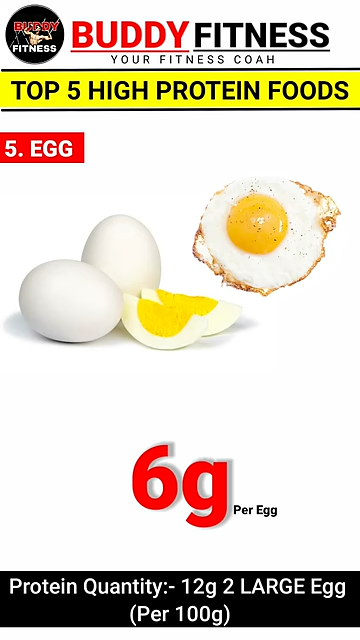 BUDDY
FITNESS
BUDDY FITNESS
YOUR FITNESS COAH
TOP 5 HIGH PROTEIN FOODS
5. EGG
6g Per Egg
Protein Quantity:- 12g 2 LARGE Egg
(Per 100g)